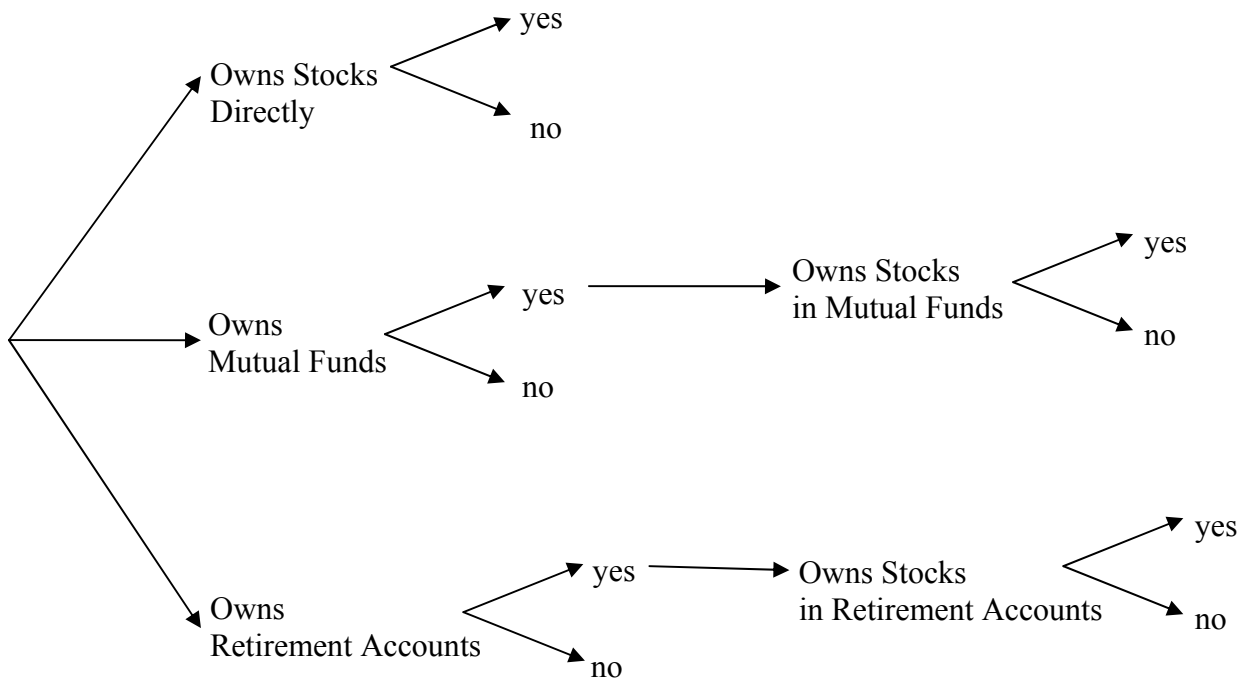 yes
Owns Stocks
Directly
no
Owns
Mutual Funds
yes
no
Owns Stocks
in Mutual Funds
yes
no
Owns
Retirement Accounts
yes
no
Owns Stocks
in Retirement Accounts
yes
no